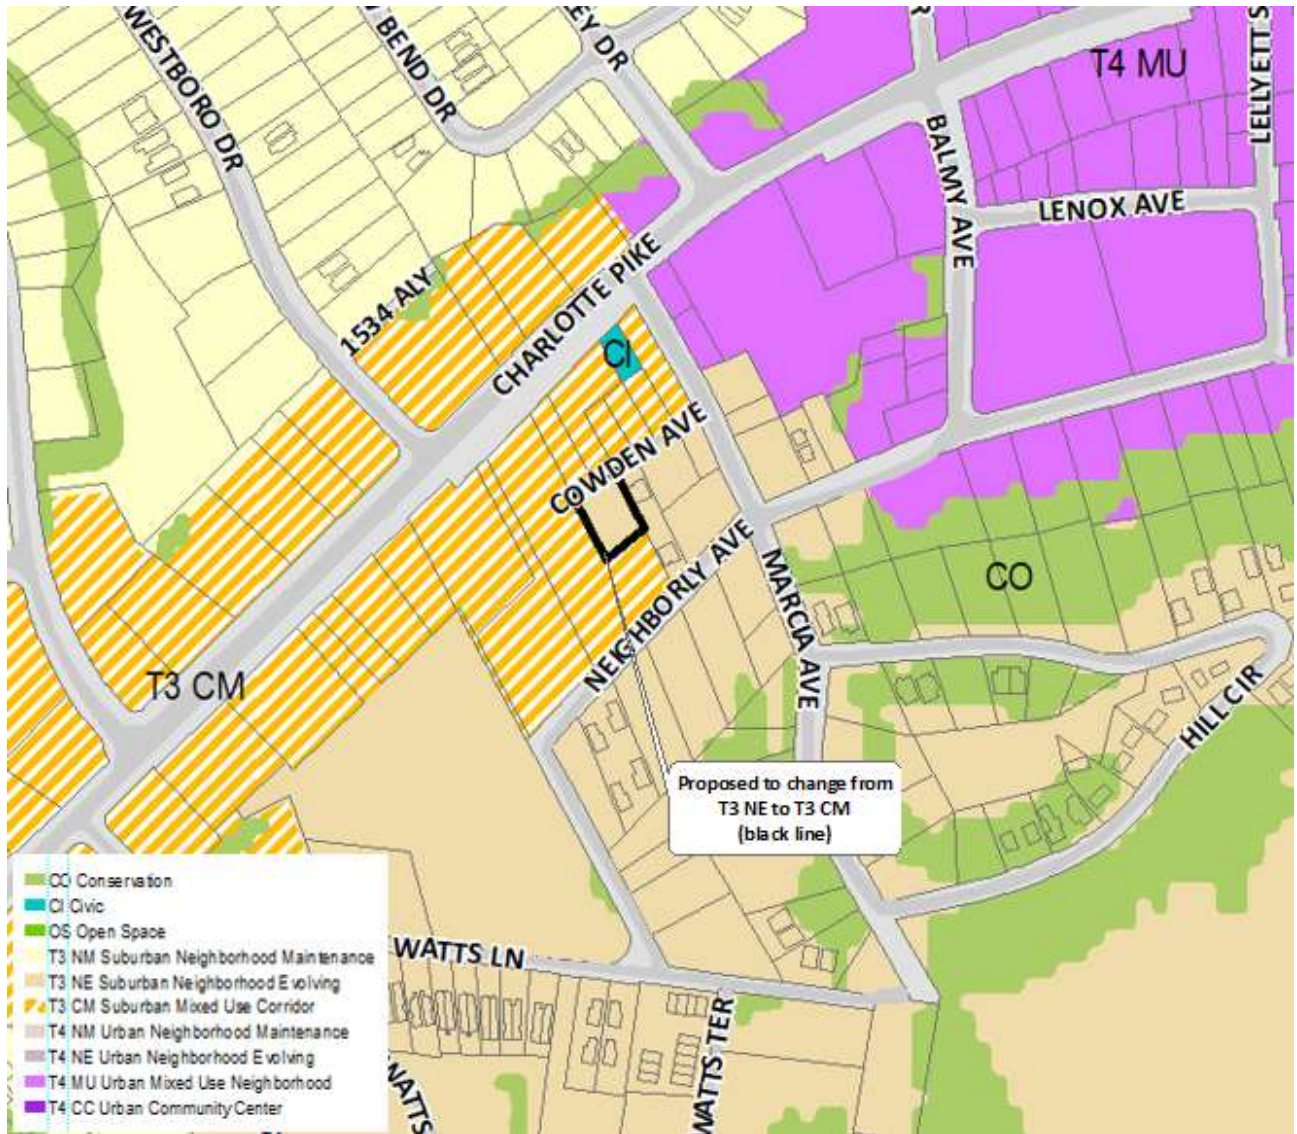 WESTBORO DR
BEND DR
EY DR
T4 MU
LELLYETT S
BALMY AVE
LENOX AVE
1534 ALY
CHARLOTTE PIKE
CI
COWDEN AVE
NEIGHBORLY AVE
MARCIA AVE
CO
T3 CM
HILL CIR
Proposed to change from
T3 NE to T3 CM
(black line)
CO Conservation
CI Civic
OS Open Space
T3 NM Suburban Neighborhood Maintenance
T3 NE Suburban Neighborhood Evolving
T3 CM Suburban Mixed Use Corridor
T4 NM Urban Neighborhood Maintenance
T4 NE Urban Neighborhood Evolving
T4 MU Urban Mixed Use Neighborhood
T4 CC Urban Community Center
WATTS LN
WATTS TER
WATTS